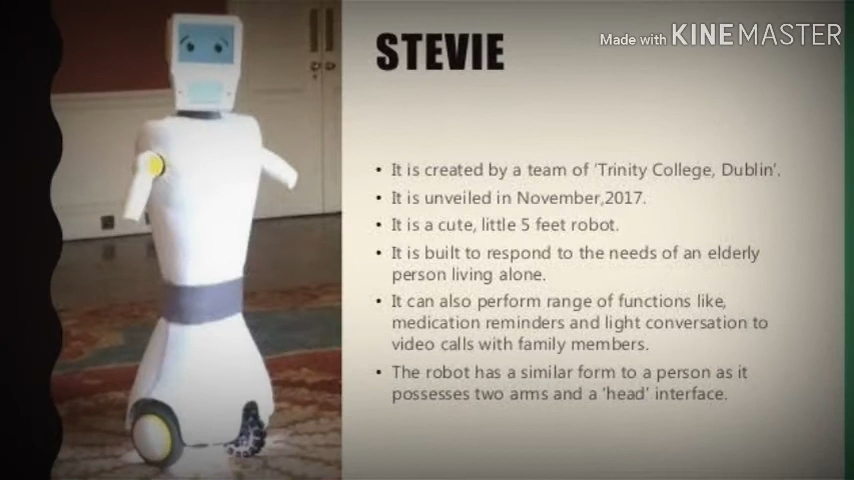 Made with KINEMASTER
STEVIE
• It is created by a team of 'Trinity College, Dublin'.
• It is unveiled in November,2017.
• It is a cute, little 5 feet robot.
• It is built to respond to the needs of an elderly
person living alone.
• It can also perform range of functions like,
medication reminders and light conversation to
video calls with family members.
• The robot has a similar form to a person as it
possesses two arms and a 'head' interface.